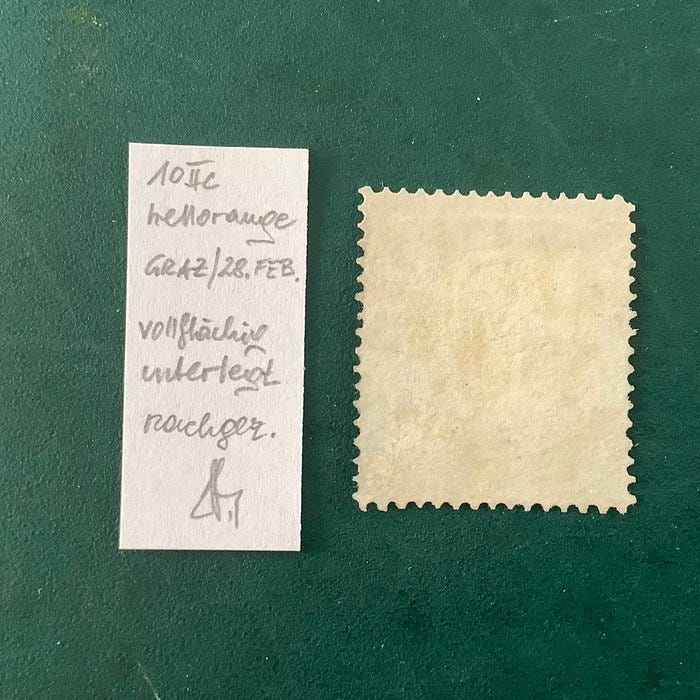 10 IIc
hellorange
GRAZ/28.FEB.
vollflächig
unterlegt
nachgez.